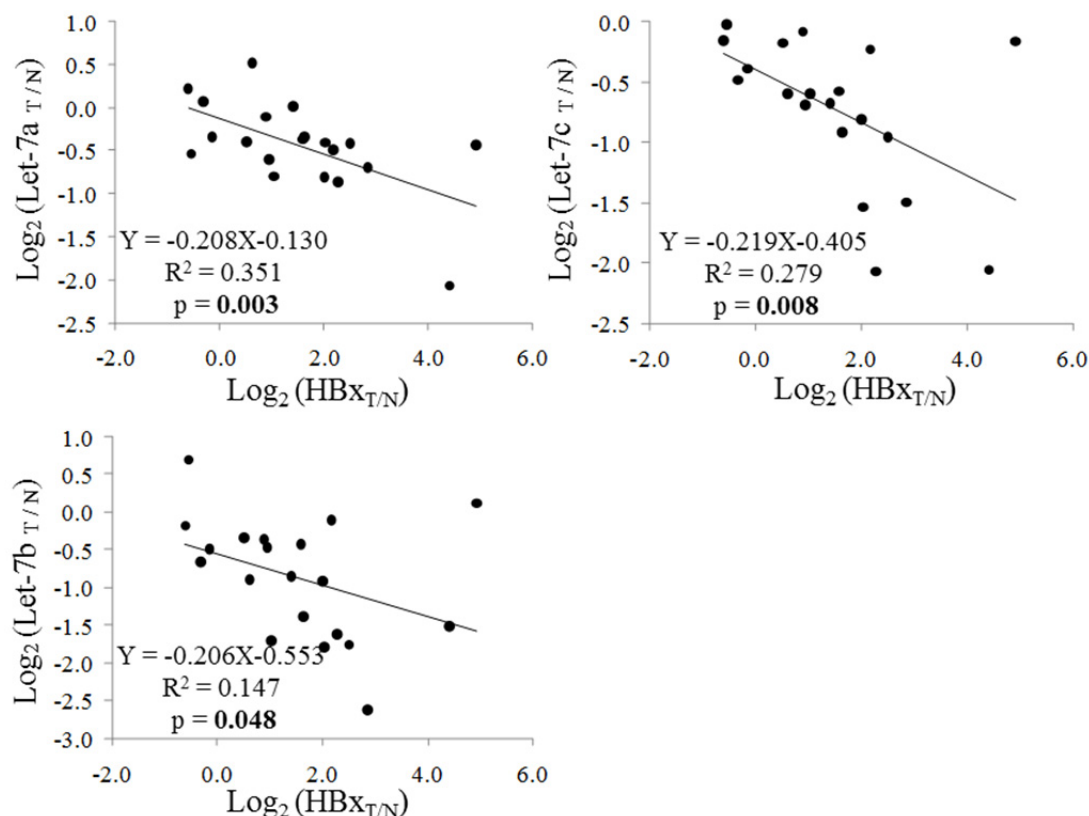 Log₂ (Let-7a T / N)
1.0
0.5
0.0
-0.5
-1.0
-1.5
-2.0
-2.5
Y = -0.208X-0.130
R² = 0.351
p = 0.003
-2.0 0.0 2.0 4.0 6.0
Log₂ (HBxT/N)
Log₂ (Let-7c T / N)
0.0
-0.5
-1.0
-1.5
-2.0
-2.5
Y = -0.219X-0.405
R² = 0.279
p = 0.008
-2.0 0.0 2.0 4.0 6.0
Log₂ (HBxT/N)
Log₂ (Let-7b T / N)
1.0
0.5
0.0
-0.5
-1.0
-1.5
-2.0
-2.5
-3.0
Y = -0.206X-0.553
R² = 0.147
p = 0.048
-2.0 0.0 2.0 4.0 6.0
Log₂ (HBxT/N)